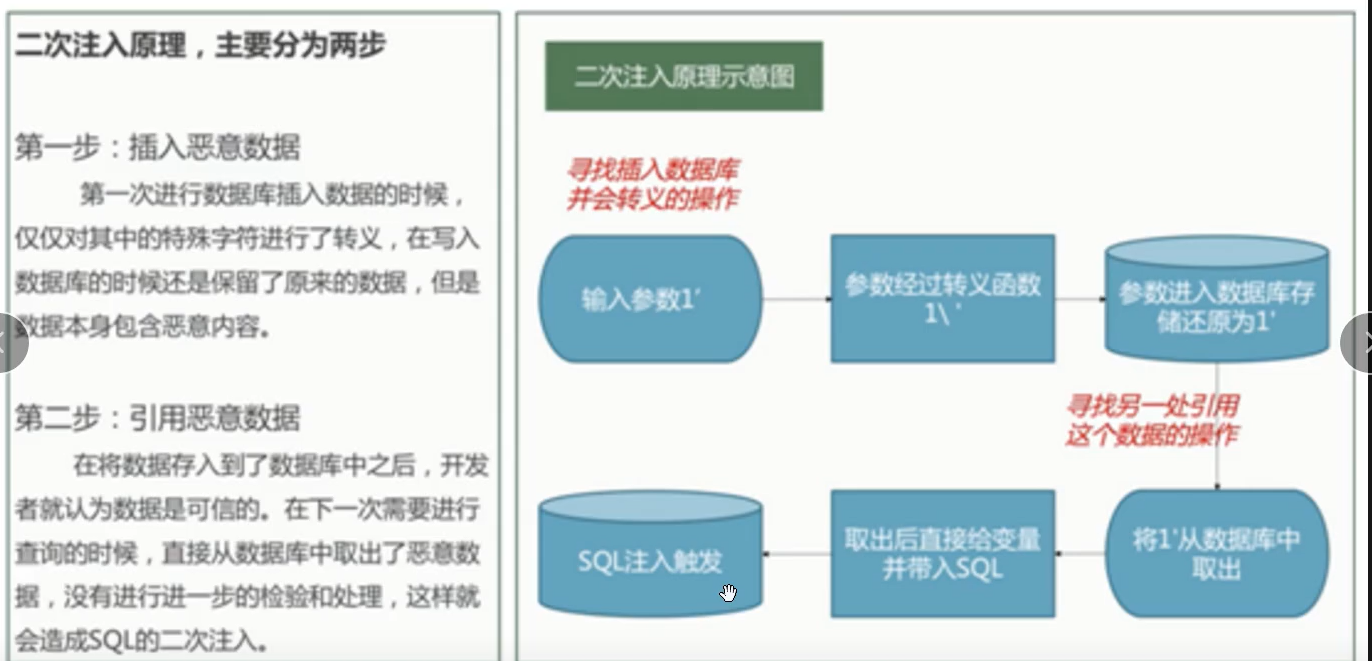 二次注入原理，主要分为两步
第一步：插入恶意数据
第一次进行数据库插入数据的时候，
仅仅对其中的特殊字符进行了转义，在写入
数据库的时候还是保留了原来的数据，但是
数据本身包含恶意内容。
第二步：引用恶意数据
在将数据存入到了数据库中之后，开发
者就认为数据是可信的。在下一次需要进行
查询的时候，直接从数据库中取出了恶意数
据，没有进行进一步的检验和处理，这样就
会造成SQL的二次注入。
二次注入原理示意图
寻找插入数据库
并会转义的操作
输入参数1'
参数经过转义函数
1\ '
参数进入数据库存
储还原为1'
寻找另一处引用
这个数据的操作
将1'从数据库中
取出
取出后直接给变量
并带入SQL
SQL注入触发